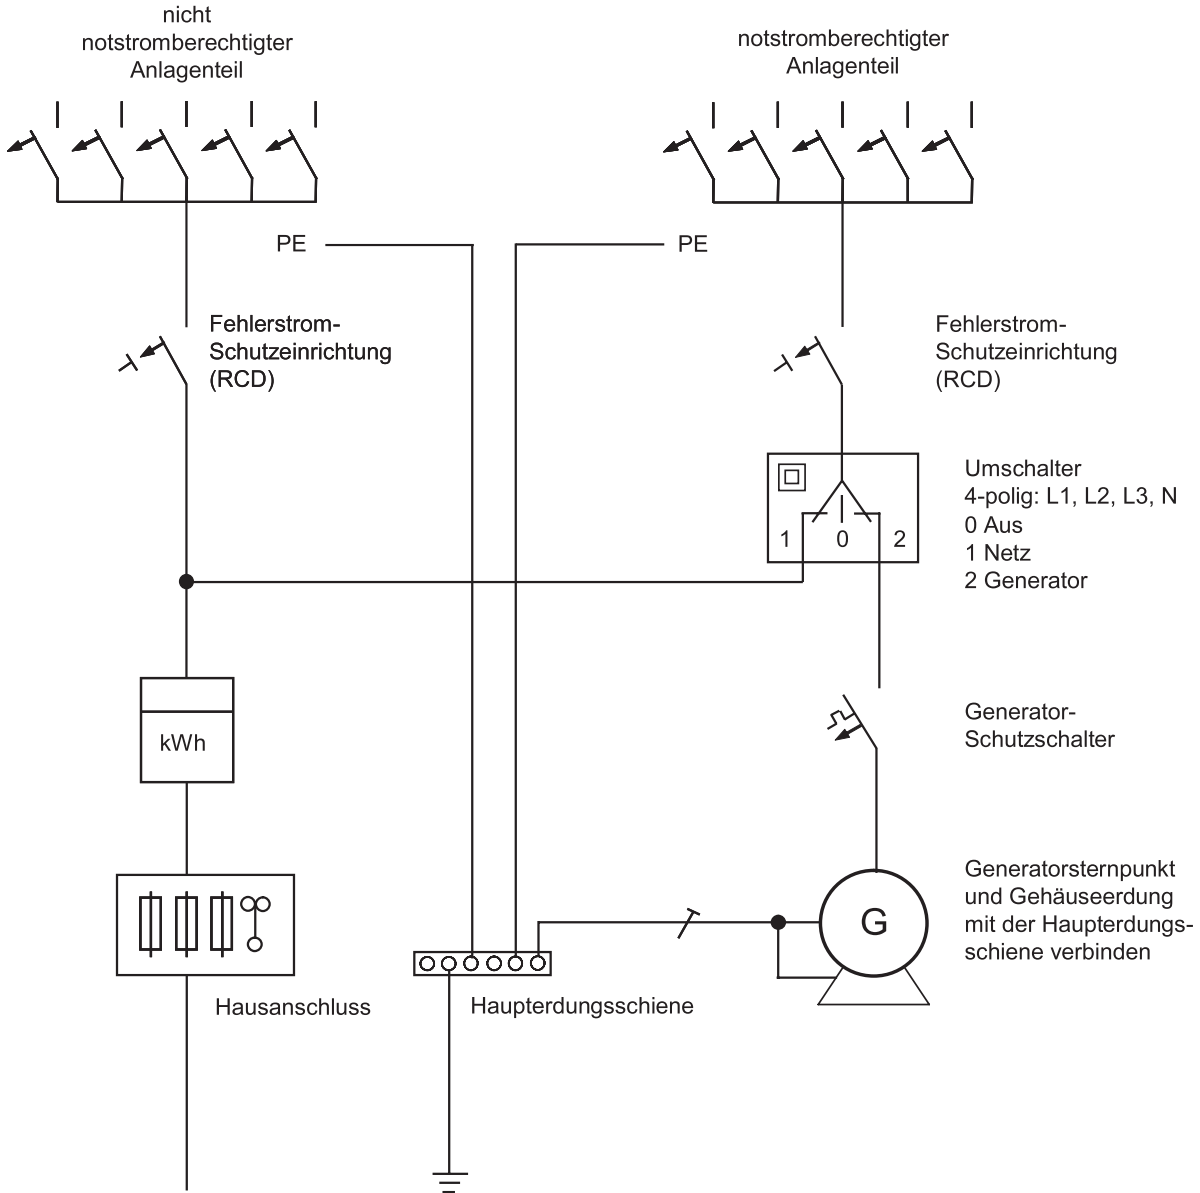 nicht
notstromberechtigter
Anlagenteil
notstromberechtigter
Anlagenteil
PE
PE
Fehlerstrom-
Schutzeinrichtung
(RCD)
Fehlerstrom-
Schutzeinrichtung
(RCD)
Umschalter
4-polig: L1, L2, L3, N
0 Aus
1 Netz
2 Generator
1 0 2
kWh
Generator-
Schutzschalter
G
Generatorsternpunkt
und Gehäuseerdung
mit der Haupterdungs-
schiene verbinden
Hausanschluss
Haupterdungsschiene